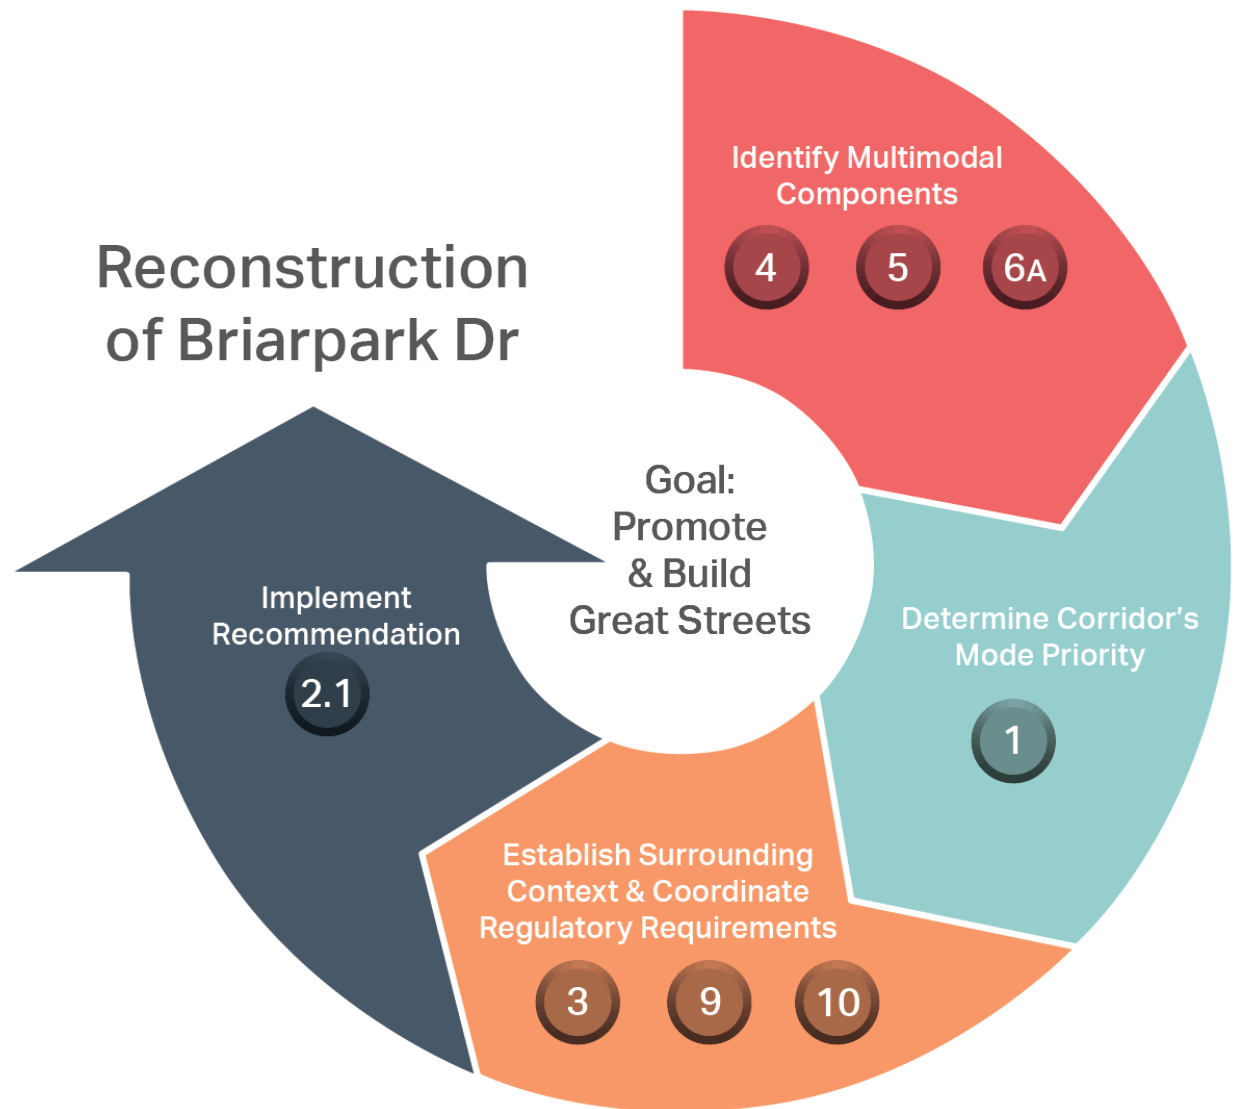 Reconstruction
of Briarpark Dr
Identify Multimodal
Components
4 5 6A
Goal:
Promote
& Build
Great Streets
Determine Corridor's
Mode Priority
1
Establish Surrounding
Context & Coordinate
Regulatory Requirements
3 9 10
Implement
Recommendation
2.1